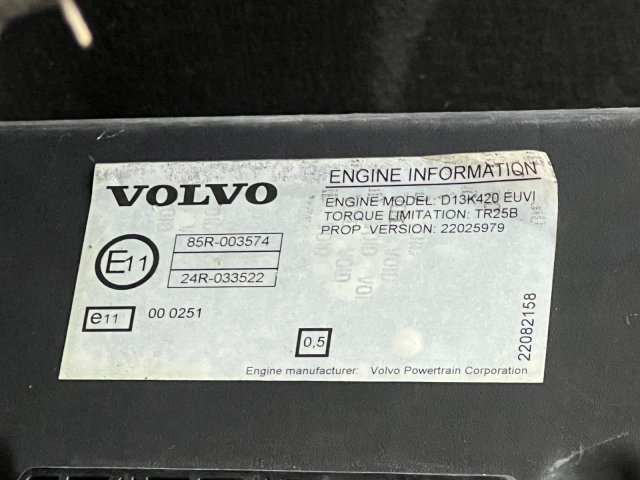 VOLVO
ENGINE INFORMATION
ENGINE MODEL: D13K420 EUVI
TORQUE LIMITATION: TR25B
PROP. VERSION: 22025979
E11
85R-003574
24R-033522
e11
00 0251
0,5
22082158
Engine manufacturer: Volvo Powertrain Corporation